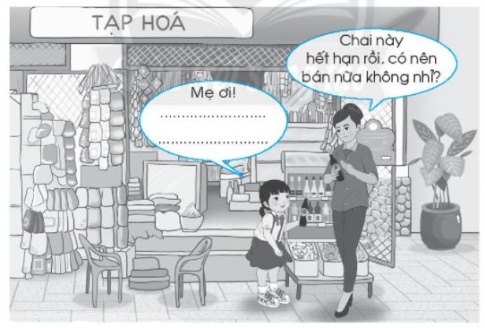 TẠP HOÁ
Chai này
hết hạn rồi, có nên
bán nữa không nhỉ?
Mẹ ơi!
......................
......................